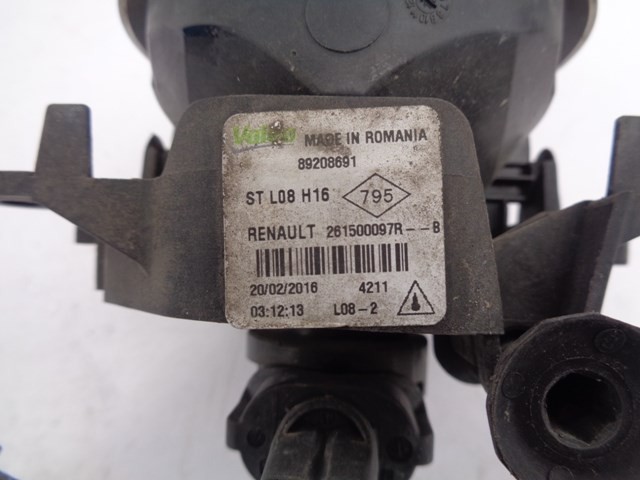 Valeo MADE IN ROMANIA
89208691
ST L08 H16 795
RENAULT 261500097R--B
20/02/2016 4211
03:12:13 L08-2